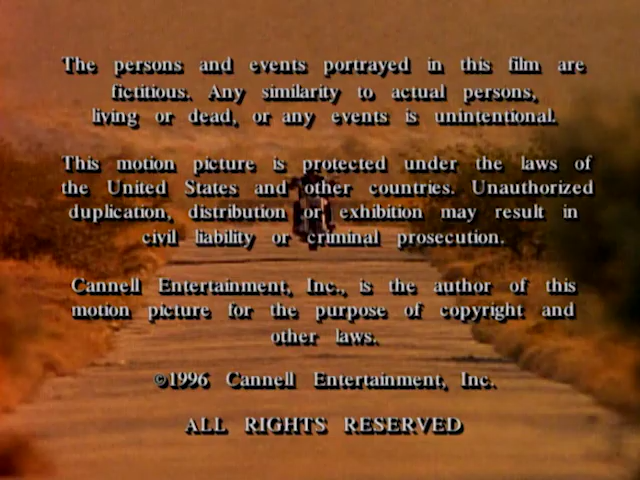 The persons and events portrayed in this film are
fictitious. Any similarity to actual persons,
living or dead, or any events is unintentional.
This motion picture is protected under the laws of
the United States and other countries. Unauthorized
duplication, distribution or exhibition may result in
civil liability or criminal prosecution.
Cannell Entertainment, Inc., is the author of this
motion picture for the purpose of copyright and
other laws.
©1996 Cannell Entertainment, Inc.
ALL RIGHTS RESERVED